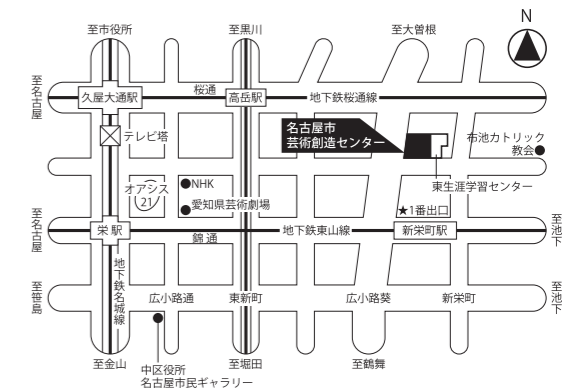 N
至市役所
至黒川
至大曽根
至名古屋
久屋大通駅
桜通
高岳駅
地下鉄桜通線
テレビ塔
名古屋市
芸術創造センター
布池カトリック
教会
オアシス
21
NHK
愛知県芸術劇場
東生涯学習センター
★1番出口
至名古屋
栄駅
錦通
地下鉄東山線
新栄町駅
至池下
地下鉄名城線
至笹島
広小路通
東新町
広小路葵
新栄町
至池下
至金山
至堀田
至鶴舞
中区役所
名古屋市民ギャラリー